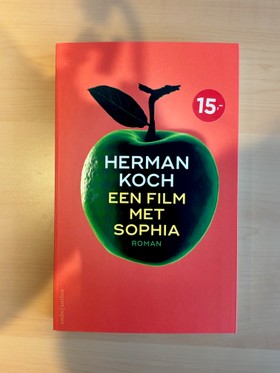 15,-
HERMAN
KOCH
EEN FILM
MET
SOPHIA
ROMAN